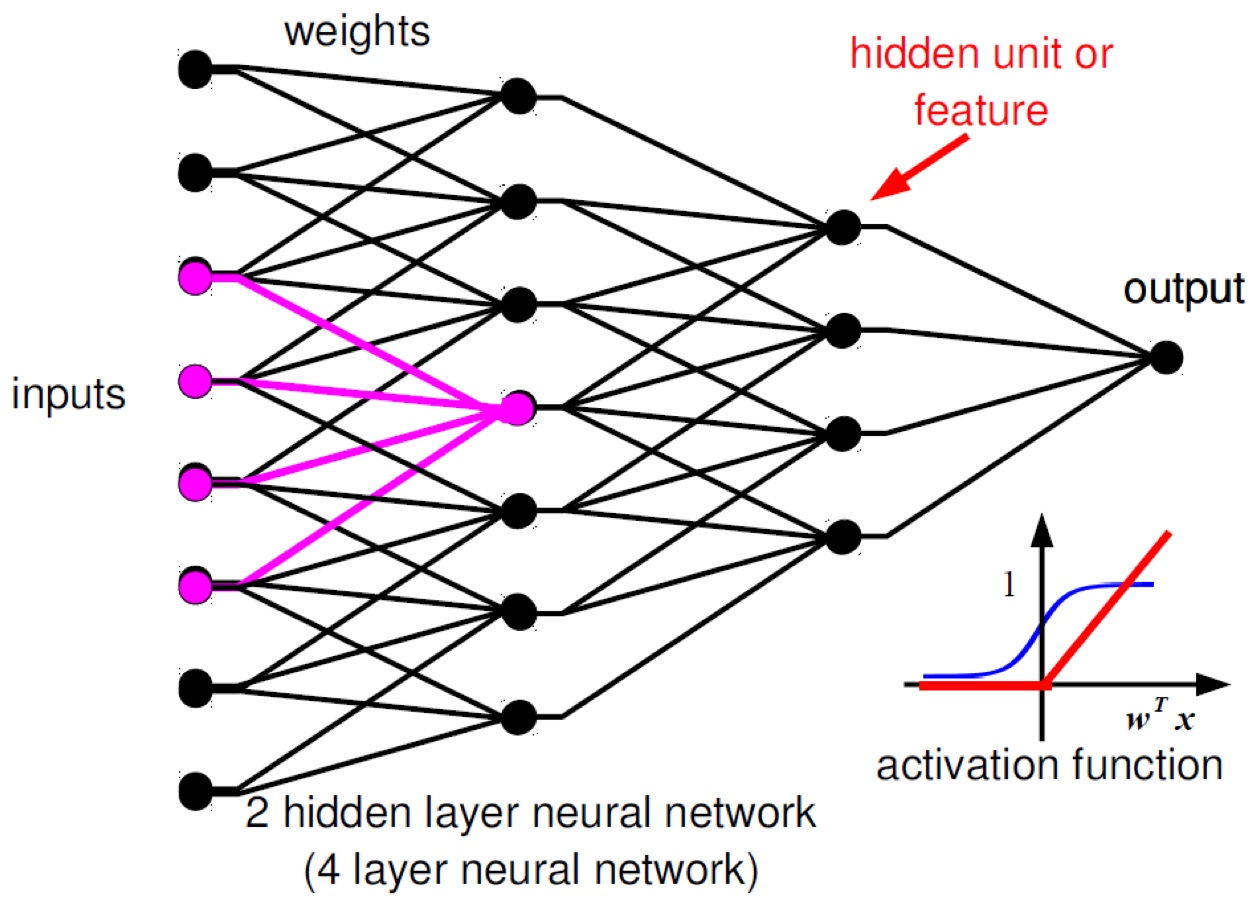 weights
hidden unit or
feature
output
inputs
1
w^T x
activation function
2 hidden layer neural network
(4 layer neural network)